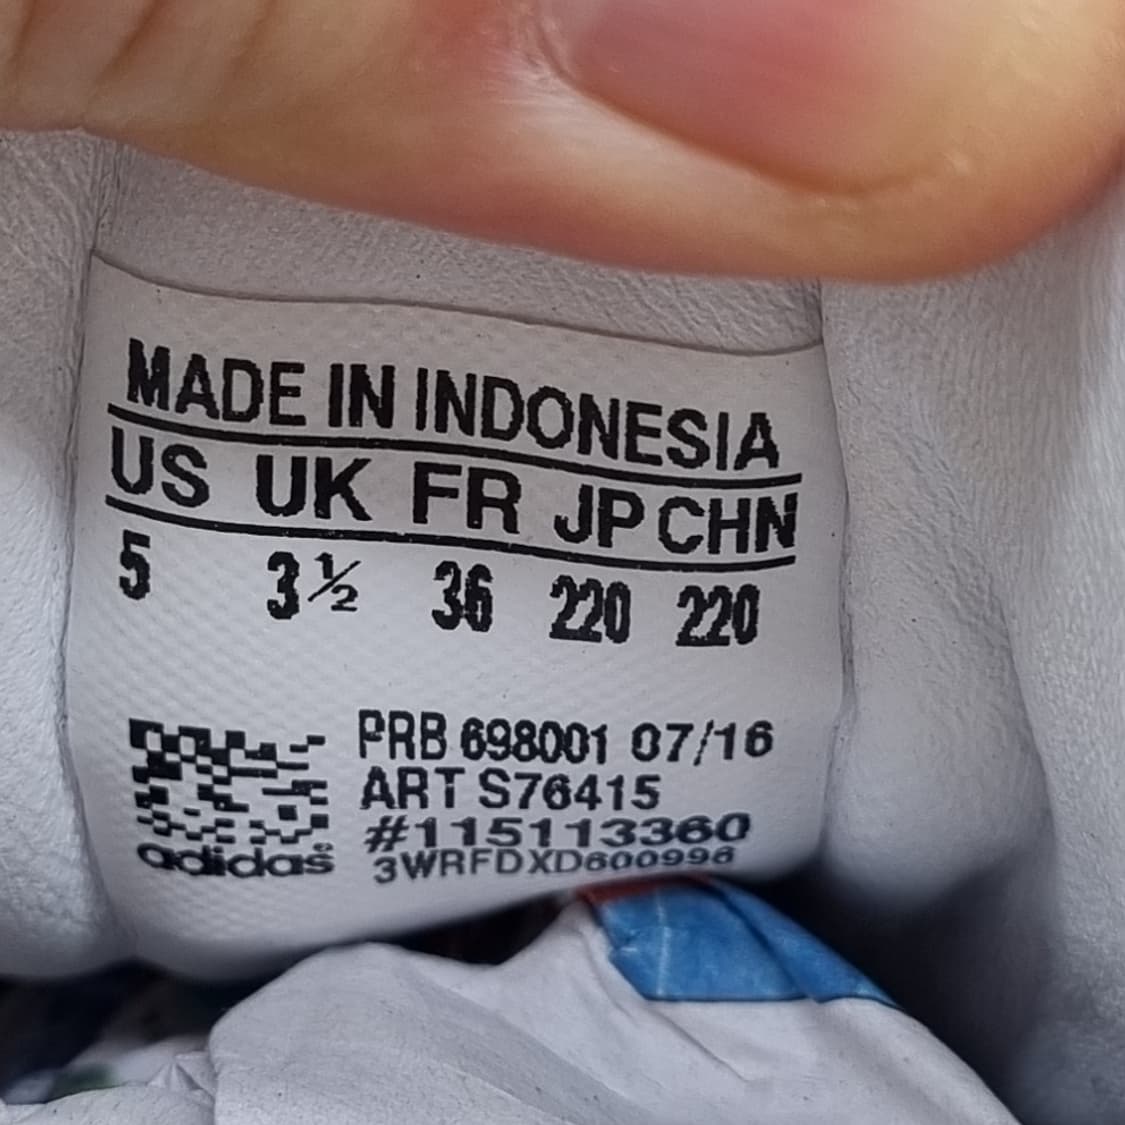 MADE IN INDONESIA
US UK FR JP CHN
5 3½ 36 220 220
PRB 698001 07/16
ART S76415
#115113360
adidas® 3WRFDXD600998